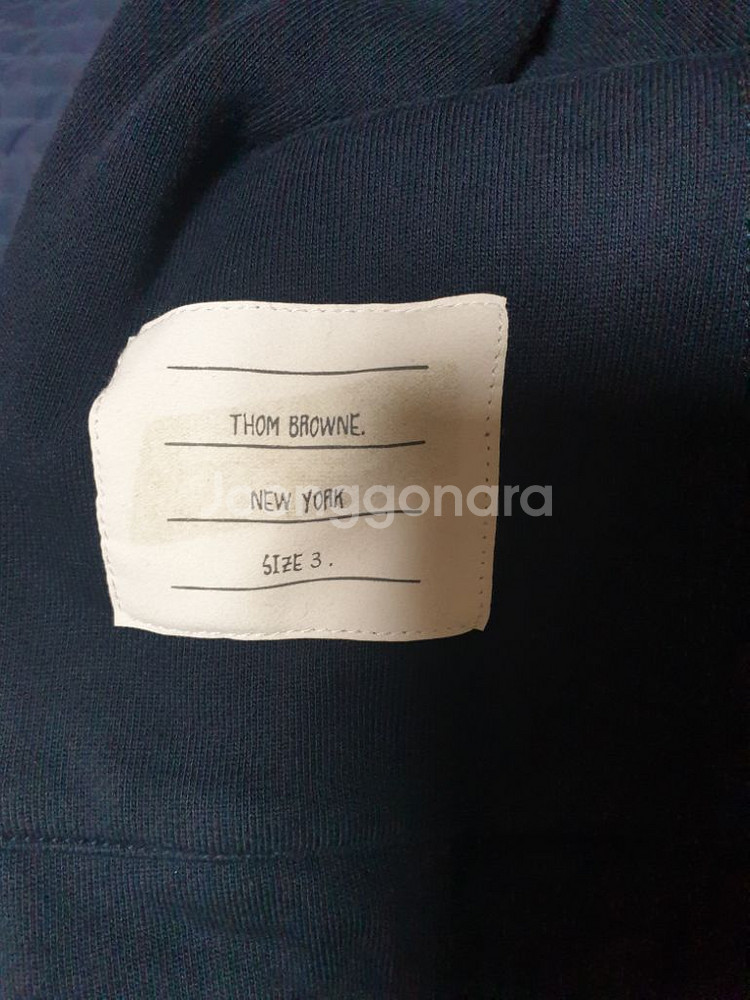 THOM BROWNE.
NEW YORK
Joonggonara
SIZE 3.